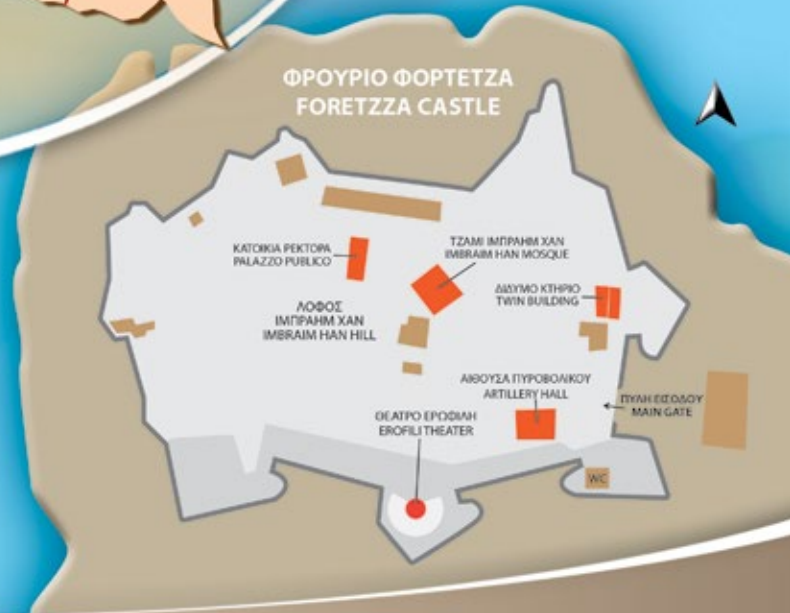 ΦΡΟΥΡΙΟ ΦΟΡΤΕΤΖΑ
FORETZZA CASTLE
ΤΖΑΜΙ ΙΜΠΡΑΗΜ ΧΑΝ
IMBRAIM HAN MOSQUE
ΚΑΤΟΙΚΙΑ ΡΕΚΤΟΡΑ
PALAZZO PUBLICO
ΔΙΔΥΜΟ ΚΤΗΡΙΟ
TWIN BUILDING
ΛΟΦΟΣ
ΙΜΠΡΑΗΜ ΧΑΝ
IMBRAIM HAN HILL
ΑΙΘΟΥΣΑ ΠΥΡΟΒΟΛΙΚΟΥ
ARTILLERY HALL
ΠΥΛΗ ΕΙΣΟΔΟΥ
MAIN GATE
ΘΕΑΤΡΟ ΕΡΩΦΙΛΗ
EROFILI THEATER
WC